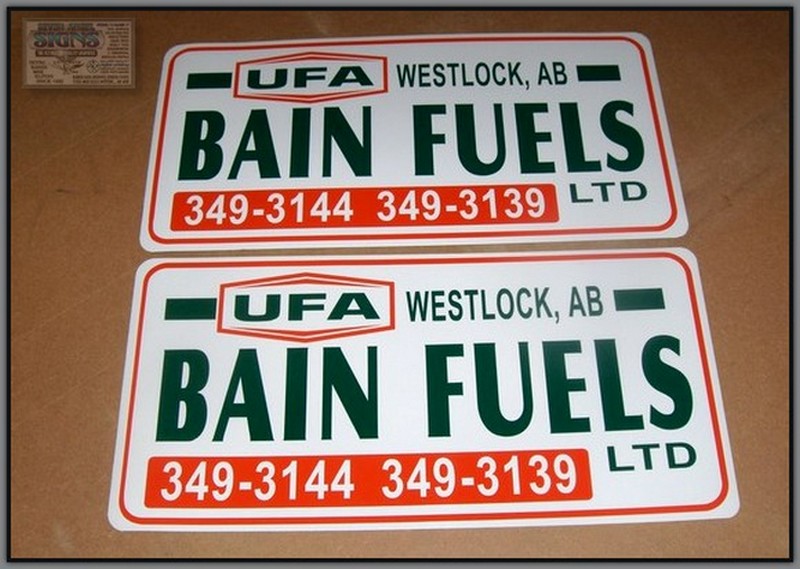 SIGNS
UFA WESTLOCK, AB
BAIN FUELS
LTD
349-3144 349-3139
UFA WESTLOCK, AB
BAIN FUELS
LTD
349-3144 349-3139